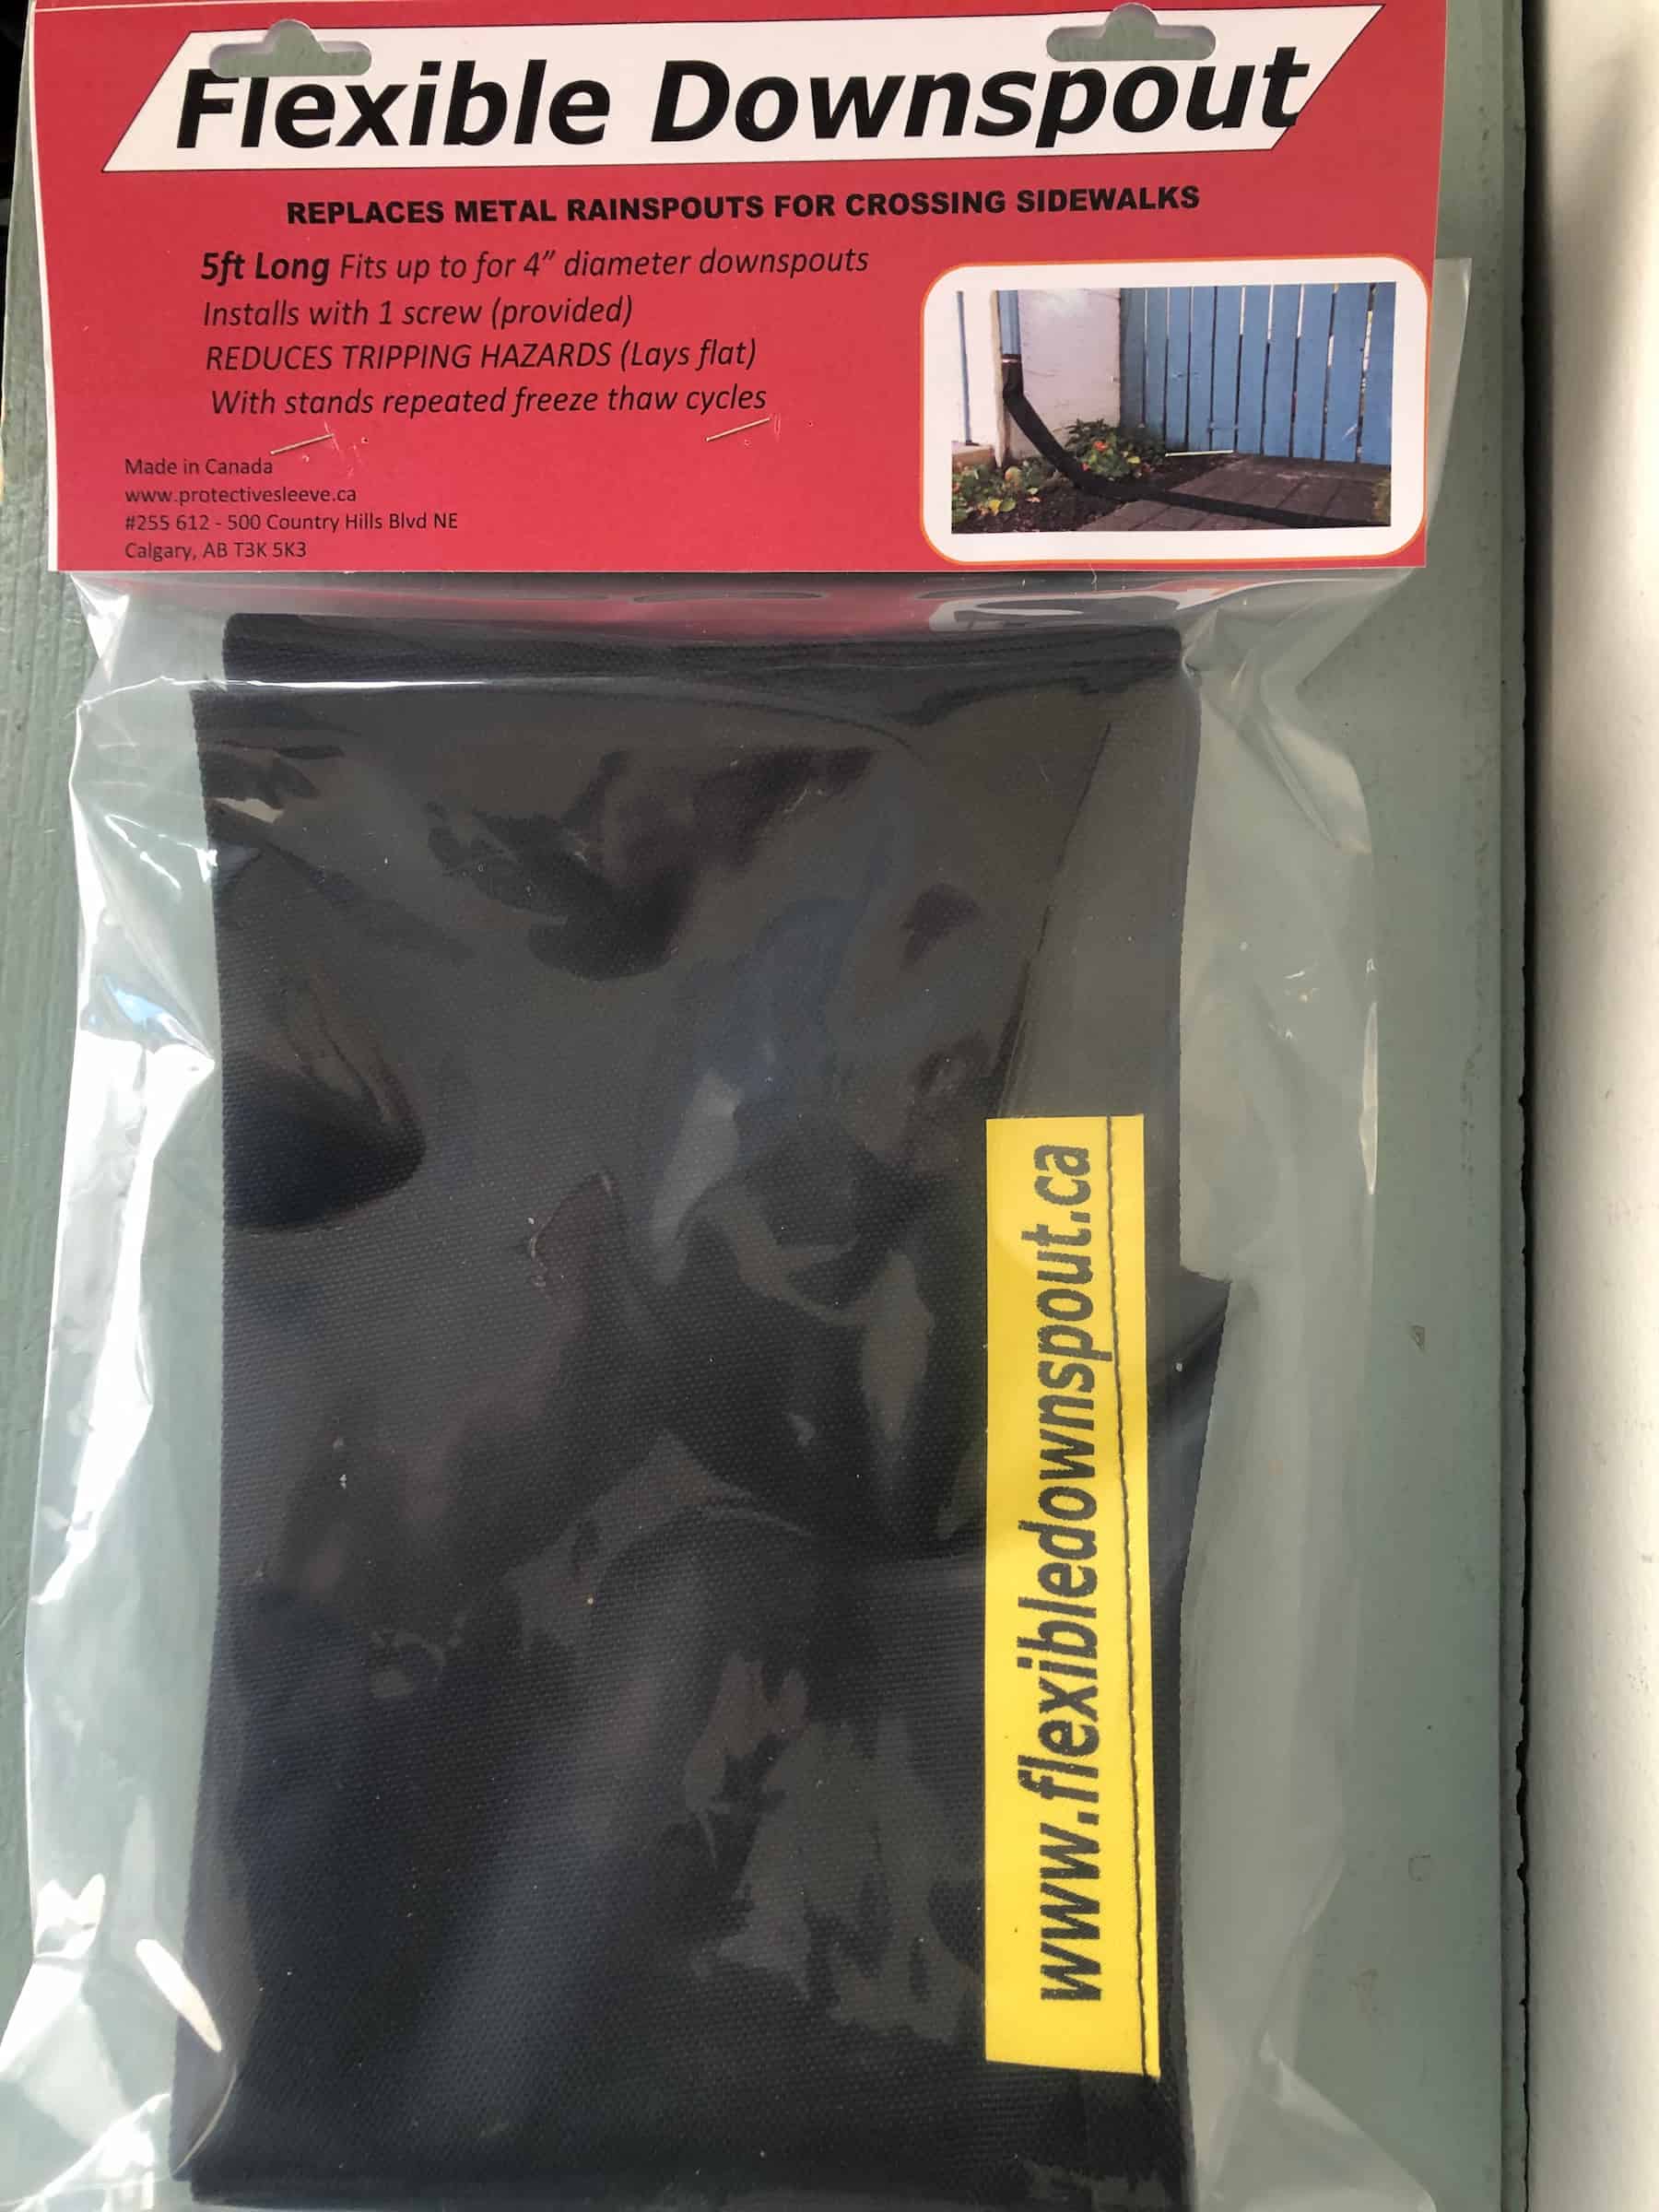 Flexible Downspout
REPLACES METAL RAINSPOUTS FOR CROSSING SIDEWALKS
5ft Long Fits up to for 4" diameter downspouts
Installs with 1 screw (provided)
REDUCES TRIPPING HAZARDS (Lays flat)
With stands repeated freeze thaw cycles
Made in Canada
www.protectivesleeve.ca
#255 612 - 500 Country Hills Blvd NE
Calgary, AB T3K 5K3
www.flexibledownspout.ca